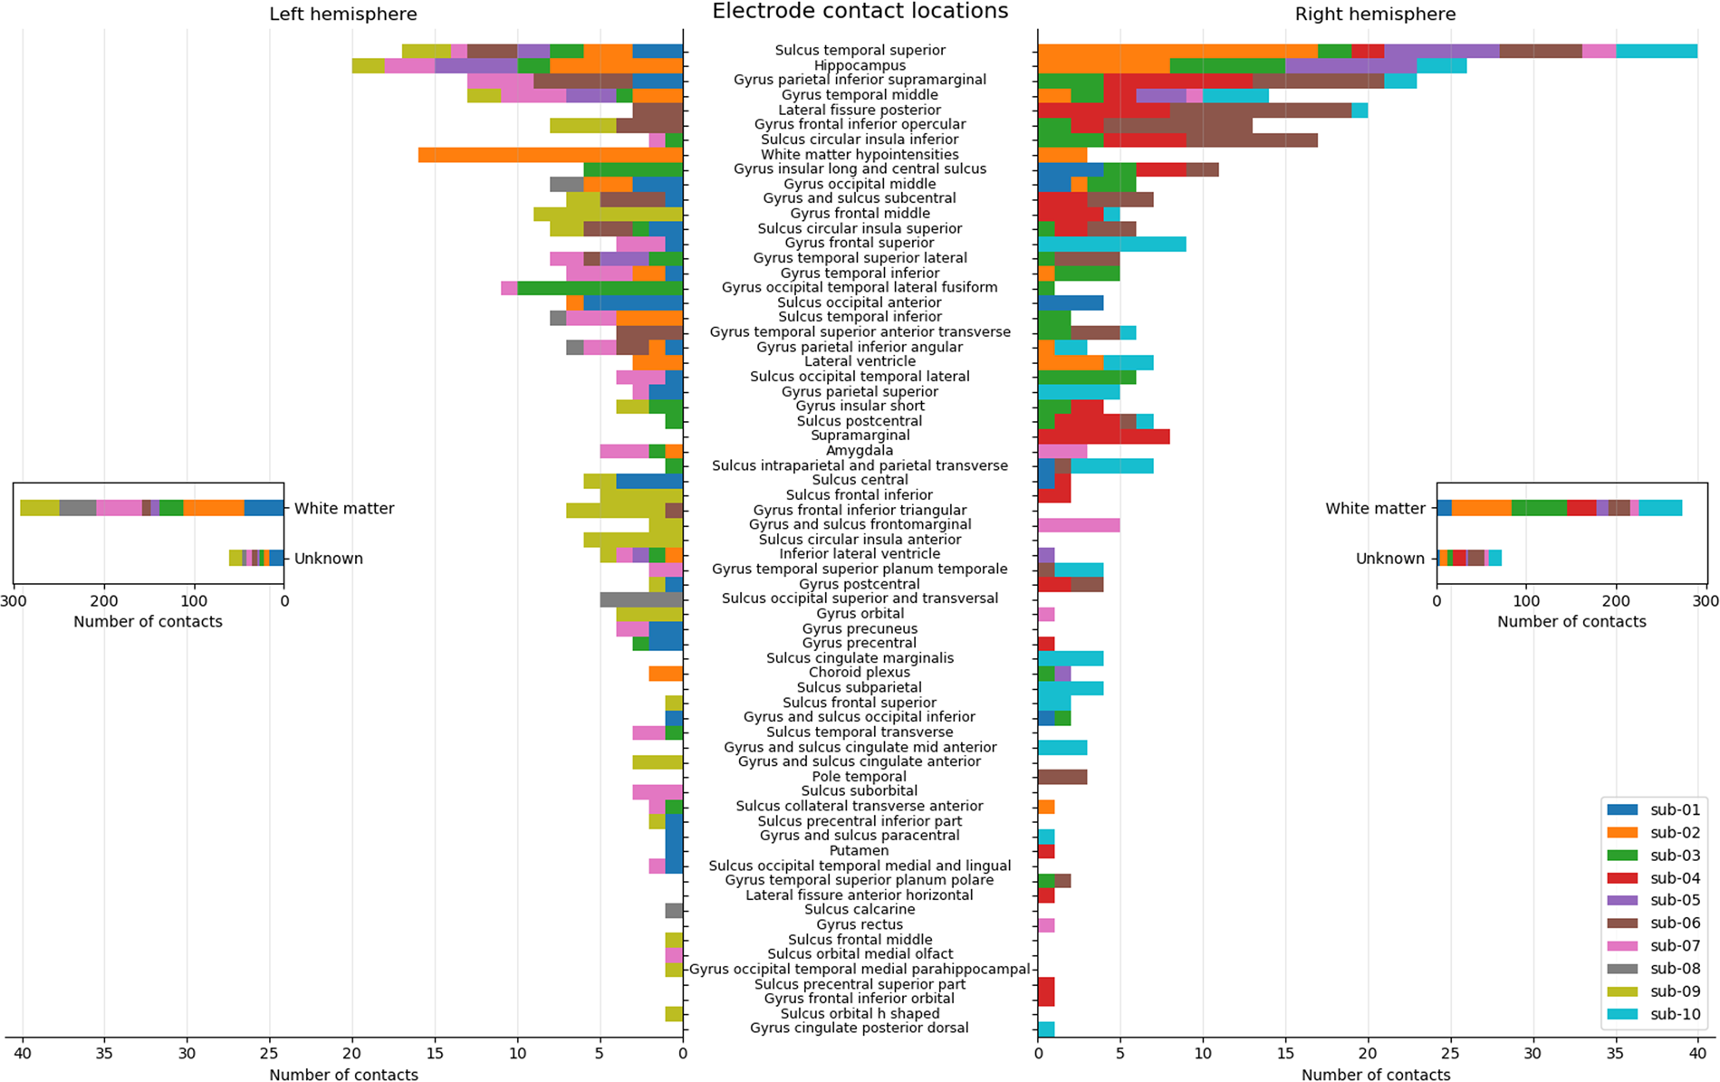 Left hemisphere
Electrode contact locations
Right hemisphere
Sulcus temporal superior
Hippocampus
Gyrus parietal inferior supramarginal
Gyrus temporal middle
Lateral fissure posterior
Gyrus frontal inferior opercular
Sulcus circular insula inferior
White matter hypointensities
Gyrus insular long and central sulcus
Gyrus occipital middle
Gyrus and sulcus subcentral
Gyrus frontal middle
Sulcus circular insula superior
Gyrus frontal superior
Gyrus temporal superior lateral
Gyrus temporal inferior
Gyrus occipital temporal lateral fusiform
Sulcus occipital anterior
Sulcus temporal inferior
Gyrus temporal superior anterior transverse
Gyrus parietal inferior angular
Lateral ventricle
Sulcus occipital temporal lateral
Gyrus parietal superior
Gyrus insular short
Sulcus postcentral
Supramarginal
Amygdala
Sulcus intraparietal and parietal transverse
Sulcus central
Sulcus frontal inferior
Gyrus frontal inferior triangular
Gyrus and sulcus frontomarginal
Sulcus circular insula anterior
Inferior lateral ventricle
Gyrus temporal superior planum temporale
Gyrus postcentral
Sulcus occipital superior and transversal
Gyrus orbital
Gyrus precuneus
Gyrus precentral
Sulcus cingulate marginalis
Choroid plexus
Sulcus subparietal
Sulcus frontal superior
Gyrus and sulcus occipital inferior
Sulcus temporal transverse
Gyrus and sulcus cingulate mid anterior
Gyrus and sulcus cingulate anterior
Pole temporal
Sulcus suborbital
Sulcus collateral transverse anterior
Sulcus precentral inferior part
Gyrus and sulcus paracentral
Putamen
Sulcus occipital temporal medial and lingual
Gyrus temporal superior planum polare
Lateral fissure anterior horizontal
Sulcus calcarine
Gyrus rectus
Sulcus frontal middle
Sulcus orbital medial olfact
Gyrus occipital temporal medial parahippocampal
Sulcus precentral superior part
Gyrus frontal inferior orbital
Sulcus orbital h shaped
Gyrus cingulate posterior dorsal
White matter
Unknown
300 200 100 0
Number of contacts
White matter
Unknown
0 100 200 300
Number of contacts
sub-01
sub-02
sub-03
sub-04
sub-05
sub-06
sub-07
sub-08
sub-09
sub-10
40 35 30 25 20 15 10 5 0
Number of contacts
0 5 10 15 20 25 30 35 40
Number of contacts